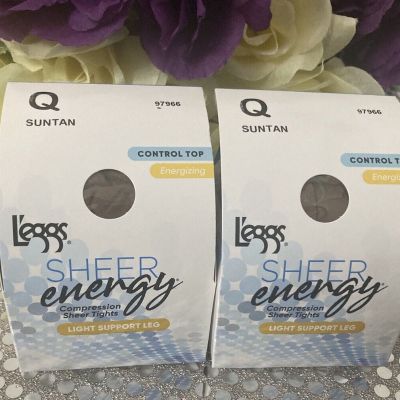 Q
97966
SUNTAN
CONTROL TOP
Energizing
L'eggs
SHEER
energy
Compression
Sheer Tights
LIGHT SUPPORT LEG
Q
97966
SUNTAN
CONTROL T
Energiz
L'eggs
SHEER
energy
Compression
Sheer Tights
LIGHT SUPPORT LEG